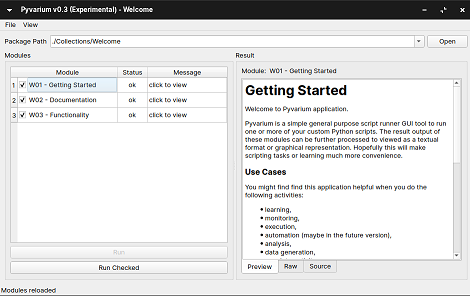 Pyvarium v0.3 (Experimental) - Welcome
File View
Package Path ./Collections/Welcome Open
Modules
Module Status Message
1 W01 - Getting Started ok click to view
2 W02 - Documentation ok click to view
3 W03 - Functionality ok click to view
Run
Run Checked
Result
Module: W01 - Getting Started
Getting Started
Welcome to Pyvarium application.
Pyvarium is a simple general purpose script runner GUI tool to run
one or more of your custom Python scripts. The result output of
these modules can be further processed to viewed as a textual
format or graphical representation. Hopefully this will make
scripting tasks or learning much more convenience.
Use Cases
You might find find this application helpful when you do the
following activities:
• learning,
• monitoring,
• execution,
• automation (maybe in the future version),
• analysis,
• data generation,
Preview Raw Source
Modules reloaded